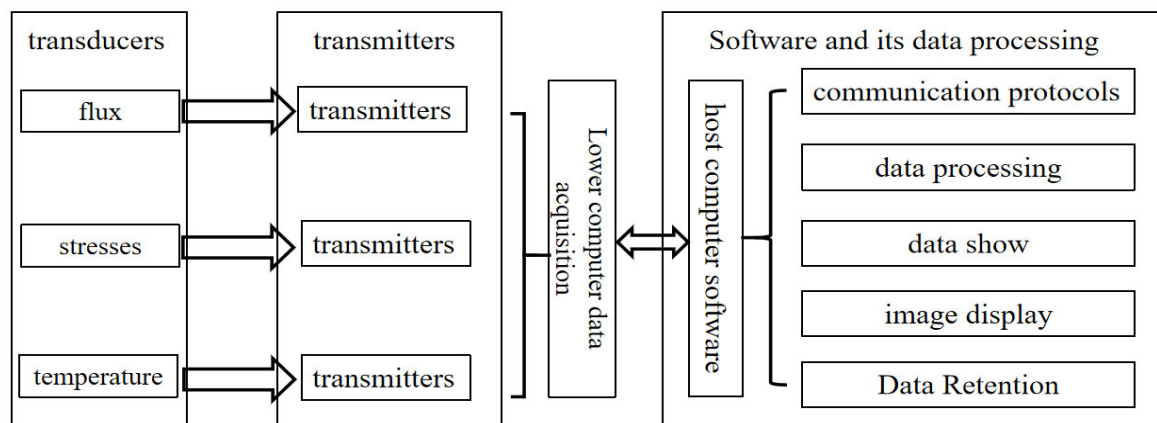 transducers
flux
stresses
temperature
transmitters
transmitters
transmitters
transmitters
Lower computer data
acquisition
Software and its data processing
host computer software
communication protocols
data processing
data show
image display
Data Retention